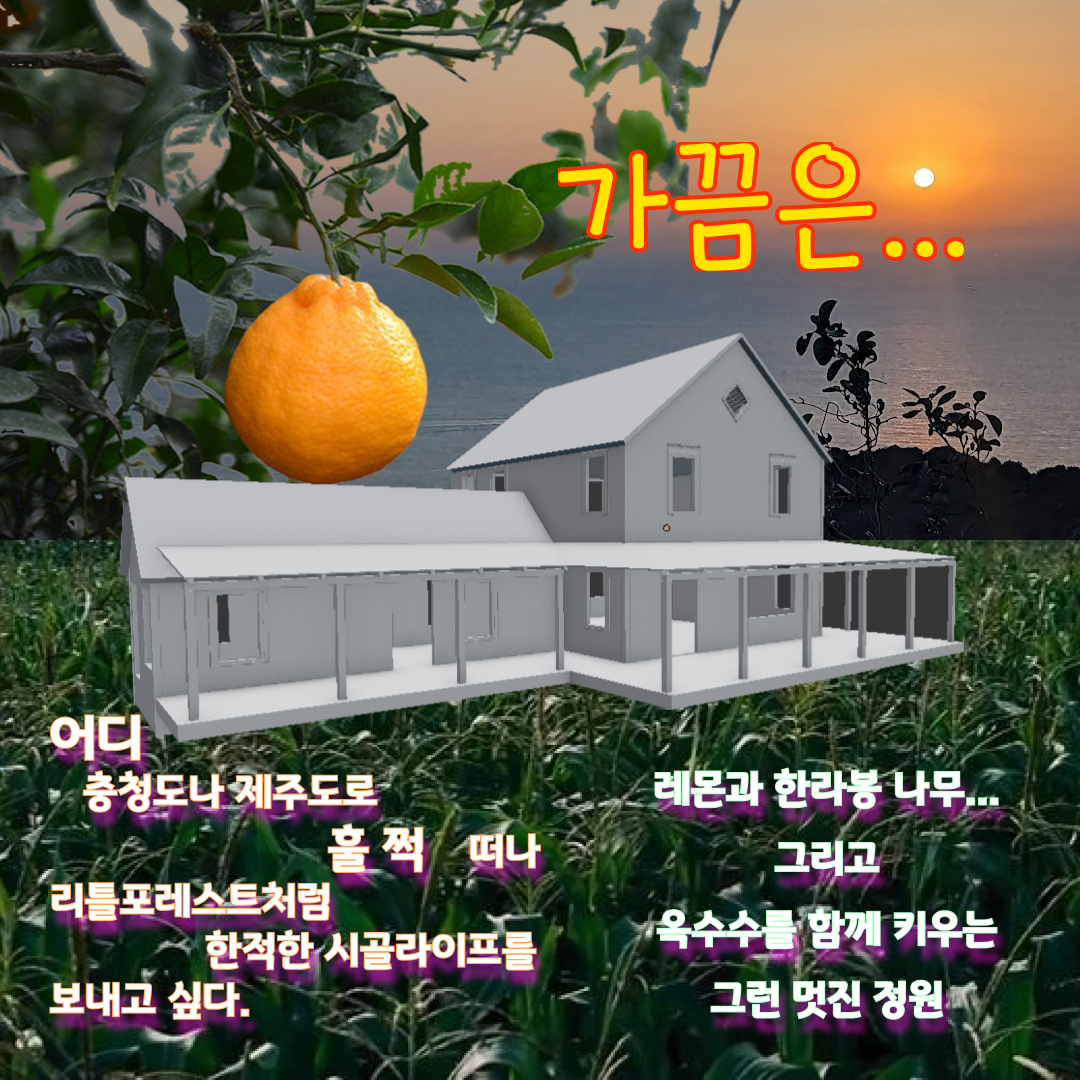 가끔은...
어디
충청도나 제주도로
훌 쩍 떠나
리틀포레스트처럼
한적한 시골라이프를
보내고 싶다.
레몬과 한라봉 나무...
그리고
옥수수를 함께 키우는
그런 멋진 정원